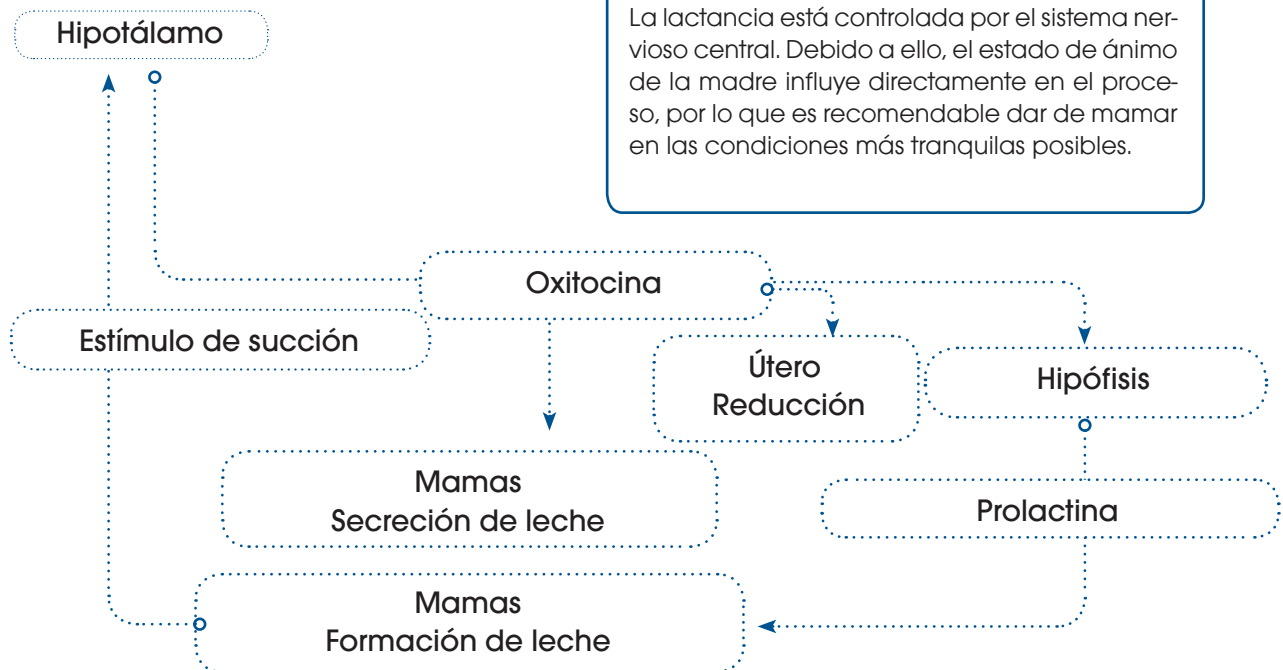 Hipotálamo
La lactancia está controlada por el sistema ner-
vioso central. Debido a ello, el estado de ánimo
de la madre influye directamente en el proce-
so, por lo que es recomendable dar de mamar
en las condiciones más tranquilas posibles.
Oxitocina
Estímulo de succión
Útero
Reducción
Hipófisis
Mamas
Secreción de leche
Prolactina
Mamas
Formación de leche